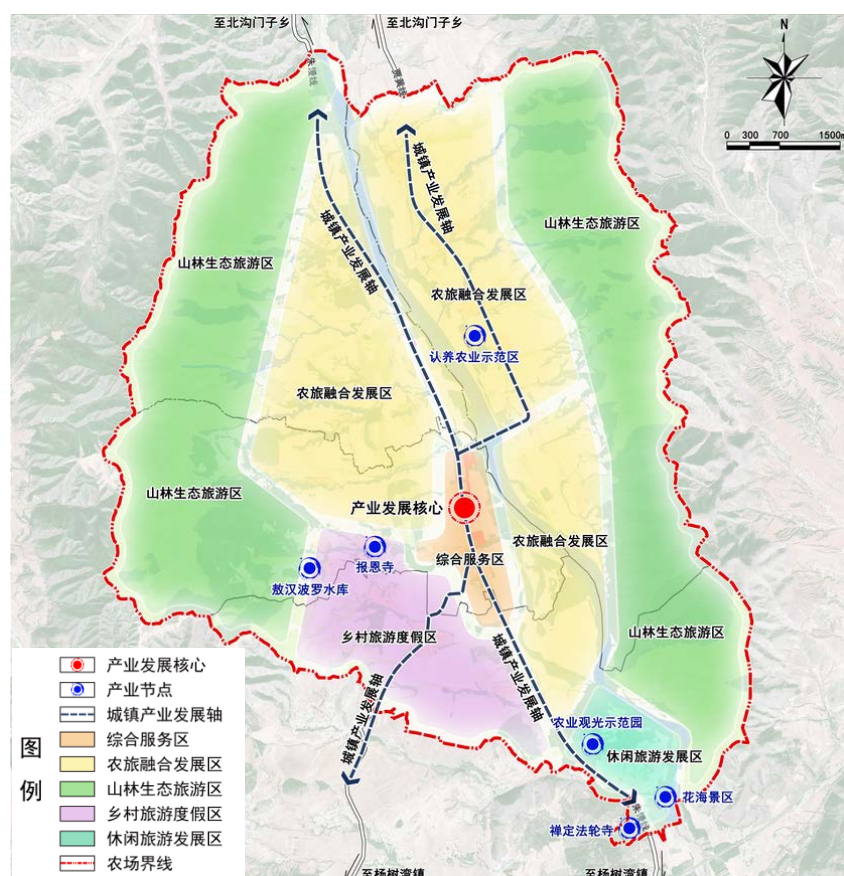 至北沟门子乡
至北沟门子乡
N
0 300 700 1500m
城镇产业发展轴
城镇产业发展轴
山林生态旅游区
山林生态旅游区
农旅融合发展区
认养农业示范区
农旅融合发展区
山林生态旅游区
产业发展核心
农旅融合发展区
综合服务区
报恩寺
敖汉波罗水库
乡村旅游度假区
山林生态旅游区
城镇产业发展轴
城镇产业发展轴
农业观光示范园
休闲旅游发展区
花海景区
禅定法轮寺
至杨树湾镇
至杨树湾镇
图例
产业发展核心
产业节点
城镇产业发展轴
综合服务区
农旅融合发展区
山林生态旅游区
乡村旅游度假区
休闲旅游发展区
农场界线